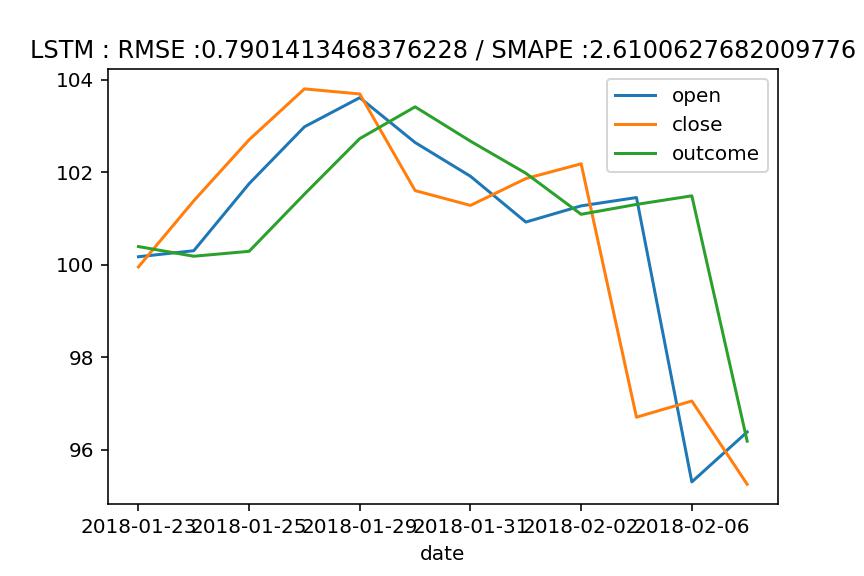 LSTM : RMSE :0.7901413468376228 / SMAPE :2.6100627682009776
open
close
outcome
104
102
100
98
96
2018-01-23 2018-01-25 2018-01-29 2018-01-31 2018-02-02 2018-02-06
date